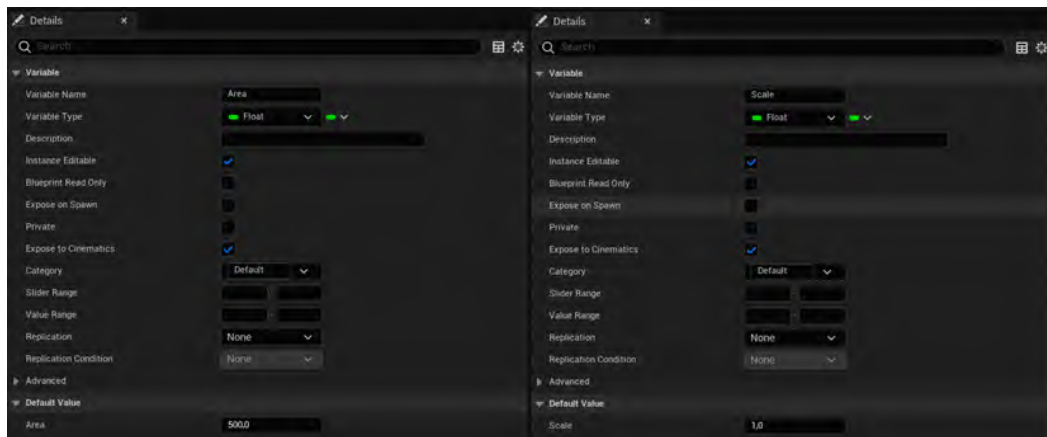 Details ×
Search
Variable
Variable Name Area
Variable Type Float
Description
Instance Editable
Blueprint Read Only
Expose on Spawn
Private
Expose to Cinematics
Category Default
Slider Range -
Value Range -
Replication None
Replication Condition None
Advanced
Default Value
Area 500,0
Details ×
Search
Variable
Variable Name Scale
Variable Type Float
Description
Instance Editable
Blueprint Read Only
Expose on Spawn
Private
Expose to Cinematics
Category Default
Slider Range -
Value Range -
Replication None
Replication Condition None
Advanced
Default Value
Scale 1,0